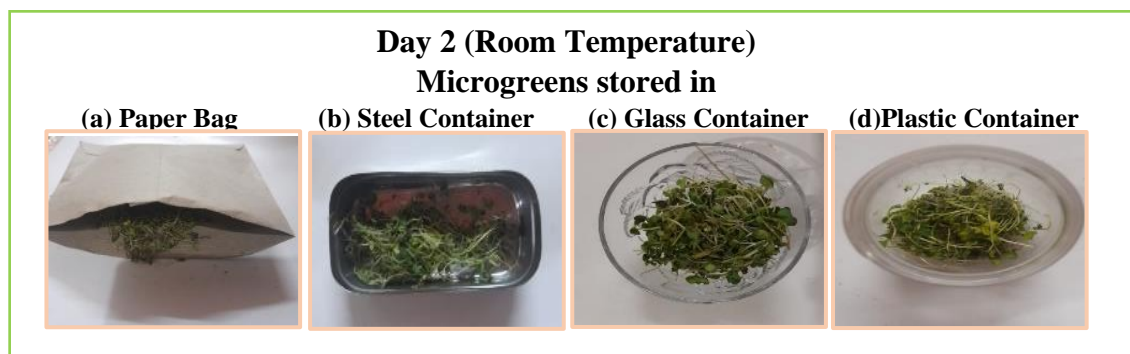 Day 2 (Room Temperature)
Microgreens stored in
(a) Paper Bag (b) Steel Container (c) Glass Container (d)Plastic Container